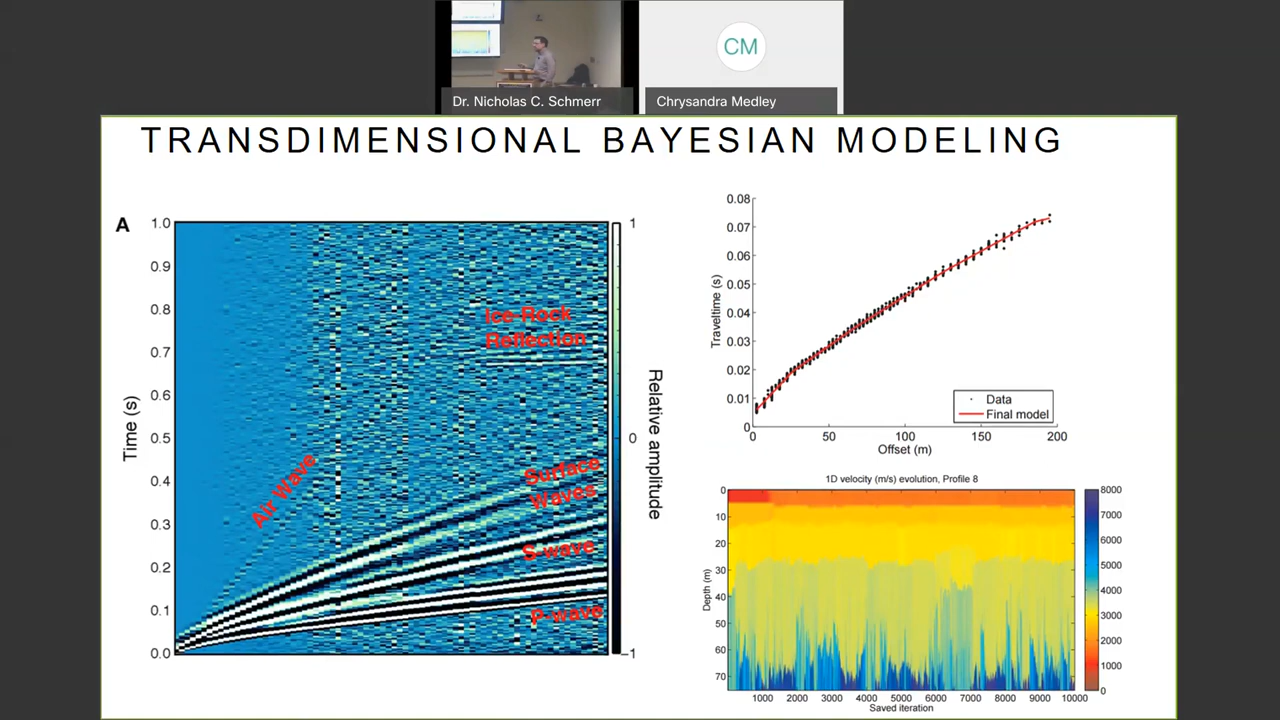 CM
Dr. Nicholas C. Schmerr
Chrysandra Medley
TRANSDIMENSIONAL BAYESIAN MODELING
A
1.0
0.9
0.8
0.7
0.6
0.5
0.4
0.3
0.2
0.1
0.0
Time (s)
Air Wave
Ice-Rock
Reflection
Surface
Waves
S-wave
P-wave
1
0
-1
Relative amplitude
0.08
0.07
0.06
0.05
0.04
0.03
0.02
0.01
0
Traveltime (s)
Data
Final model
0 50 100 150 200
Offset (m)
1D velocity (m/s) evolution, Profile 8
0
10
20
30
40
50
60
70
Depth (m)
1000 2000 3000 4000 5000 6000 7000 8000 9000 10000
Saved iteration
8000
7000
6000
5000
4000
3000
2000
1000
0